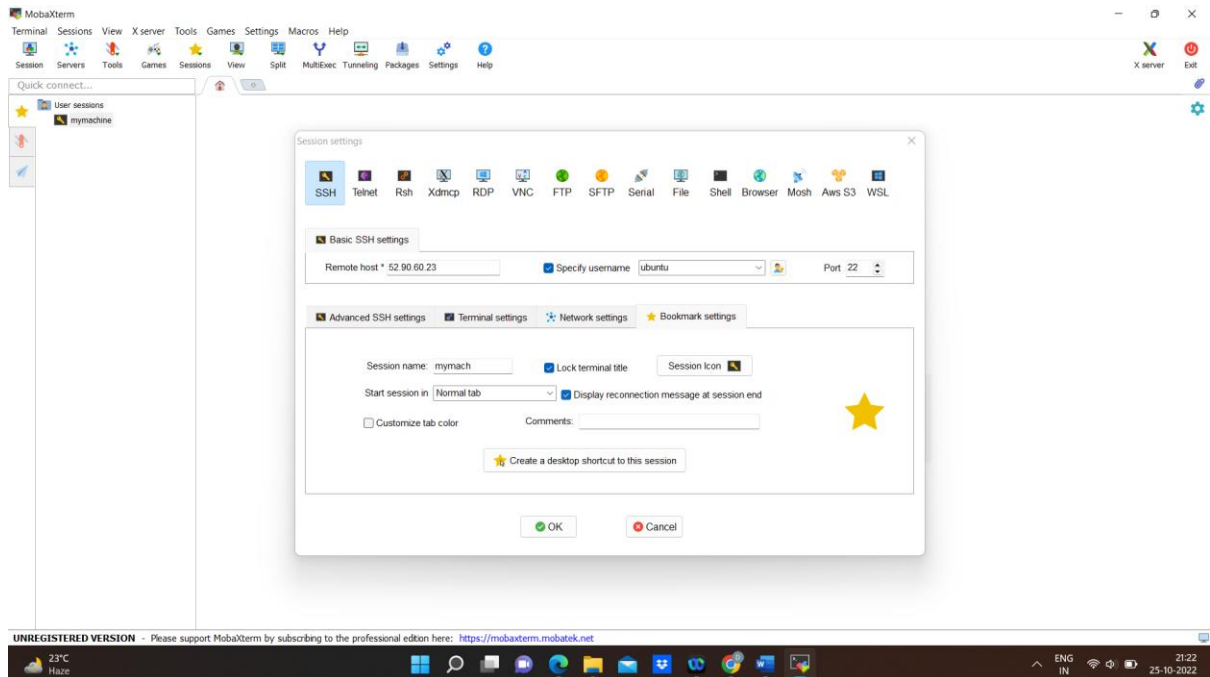 MobaXterm
Terminal Sessions View X server Tools Games Settings Macros Help
Session Servers Tools Games Sessions View Split MultiExec Tunneling Packages Settings Help X server Exit
Quick connect...
User sessions
mymachine
Session settings
SSH Telnet Rsh Xdmcp RDP VNC FTP SFTP Serial File Shell Browser Mosh Aws S3 WSL
Basic SSH settings
Remote host * 52.90.60.23 Specify username ubuntu Port 22
Advanced SSH settings Terminal settings Network settings Bookmark settings
Session name: mymach Lock terminal title Session Icon
Start session in Normal tab Display reconnection message at session end
Customize tab color Comments:
Create a desktop shortcut to this session
OK Cancel
UNREGISTERED VERSION - Please support MobaXterm by subscribing to the professional edition here: https://mobaxterm.mobatek.net
23°C ENG 21:22
Haze IN 25-10-2022